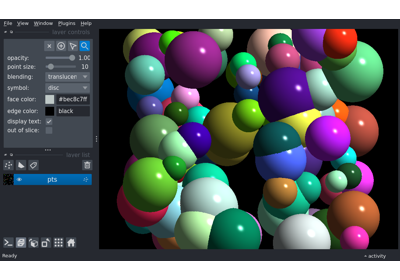 File View Window Plugins Help
layer controls
opacity: 1.00
point size: 10
blending: translucen
symbol: disc
face color: #bec8c7ff
edge color: black
display text:
out of slice:
layer list
pts
Ready
activity